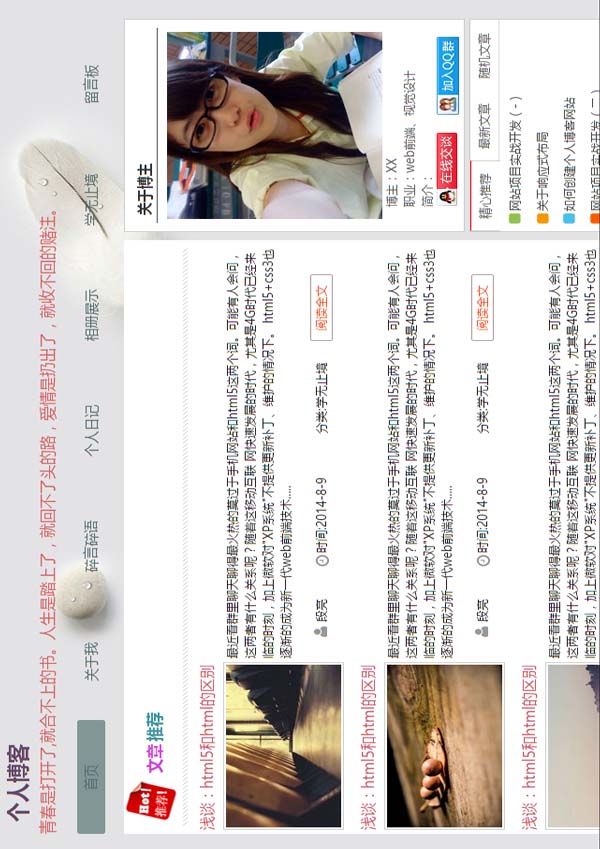 个人博客
青春是打开了,就合不上的书。人生是踏上了，就回不了头的路，爱情是扔出了，就收不回的赌注。
首页 关于我 碎言碎语 个人日记 相册展示 学无止境 留言板
Hot!
推荐!
文章推荐
浅谈：html5和html的区别
最近看群里聊天聊得最火热的莫过于手机网站和html5这两个词。可能有人会问，
这两者有什么关系呢？随着这移动互联 网快速发展的时代，尤其是4G时代已经来
临的时刻，加上微软对"XP系统"不提供更新补丁、维护的情况下。 html5+css3也
逐渐的成为新一代web前端技术.....
段亮 时间:2014-8-9 分类:学无止境 阅读全文
浅谈：html5和html的区别
最近看群里聊天聊得最火热的莫过于手机网站和html5这两个词。可能有人会问，
这两者有什么关系呢？随着这移动互联 网快速发展的时代，尤其是4G时代已经来
临的时刻，加上微软对"XP系统"不提供更新补丁、维护的情况下。 html5+css3也
逐渐的成为新一代web前端技术.....
段亮 时间:2014-8-9 分类:学无止境 阅读全文
浅谈：html5和html的区别
最近看群里聊天聊得最火热的莫过于手机网站和html5这两个词。可能有人会问，
这两者有什么关系呢？随着这移动互联 网快速发展的时代，尤其是4G时代已经来
临的时刻，加上微软对"XP系统"不提供更新补丁、维护的情况下。 html5+css3也
关于博主
博主：XX
职业：web前端、视觉设计
简介：
在线交谈 加入QQ群
精心推荐 最新文章 随机文章
网站项目实战开发（-）
关于响应式布局
如何创建个人博客网站
网站项目实战开发（二）